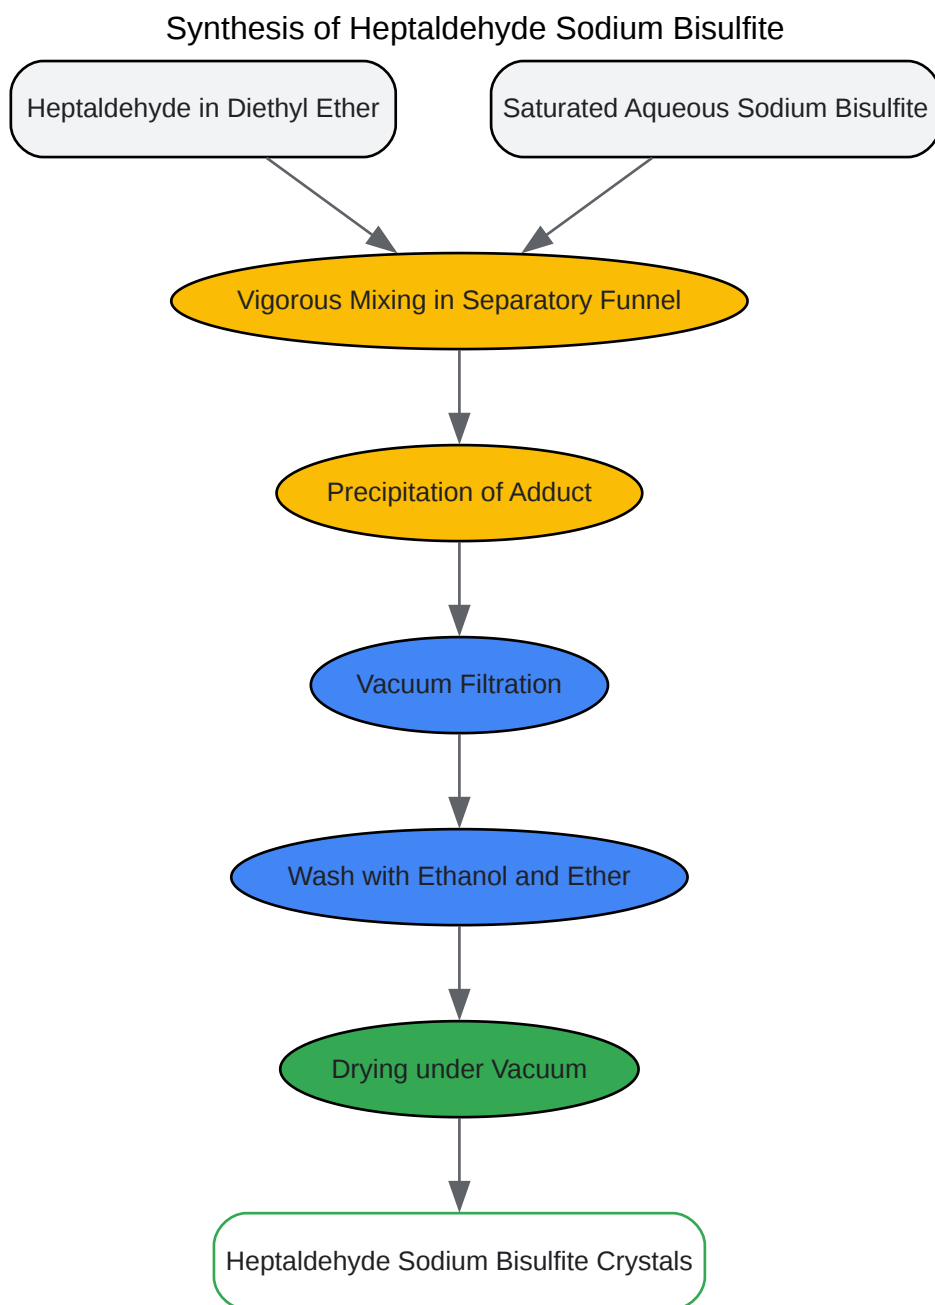 Synthesis of Heptaldehyde Sodium Bisulfite
Heptaldehyde in Diethyl Ether
Saturated Aqueous Sodium Bisulfite
Vigorous Mixing in Separatory Funnel
Precipitation of Adduct
Vacuum Filtration
Wash with Ethanol and Ether
Drying under Vacuum
Heptaldehyde Sodium Bisulfite Crystals